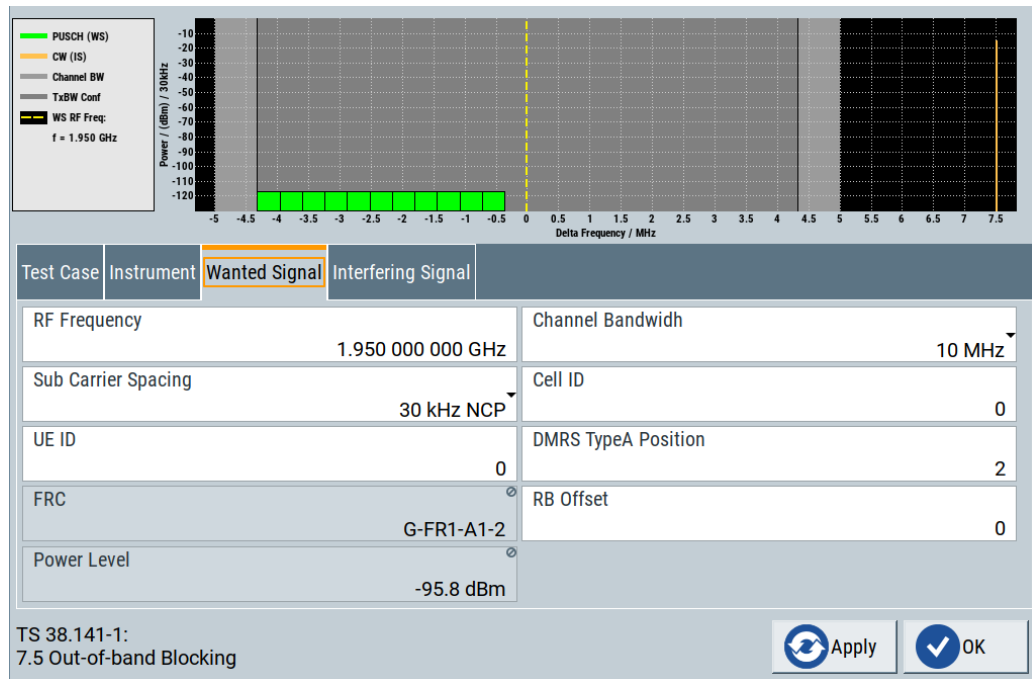 PUSCH (WS)
CW (IS)
Channel BW
TxBW Conf
WS RF Freq:
f = 1.950 GHz
Power / (dBm) / 30kHz
-10
-20
-30
-40
-50
-60
-70
-80
-90
-100
-110
-120
-5 -4.5 -4 -3.5 -3 -2.5 -2 -1.5 -1 -0.5 0 0.5 1 1.5 2 2.5 3 3.5 4 4.5 5 5.5 6 6.5 7 7.5
Delta Frequency / MHz
Test Case Instrument Wanted Signal Interfering Signal
RF Frequency
1.950 000 000 GHz
Channel Bandwidh
10 MHz
Sub Carrier Spacing
30 kHz NCP
Cell ID
0
UE ID
0
DMRS TypeA Position
2
FRC
G-FR1-A1-2
RB Offset
0
Power Level
-95.8 dBm
TS 38.141-1:
7.5 Out-of-band Blocking
Apply
OK